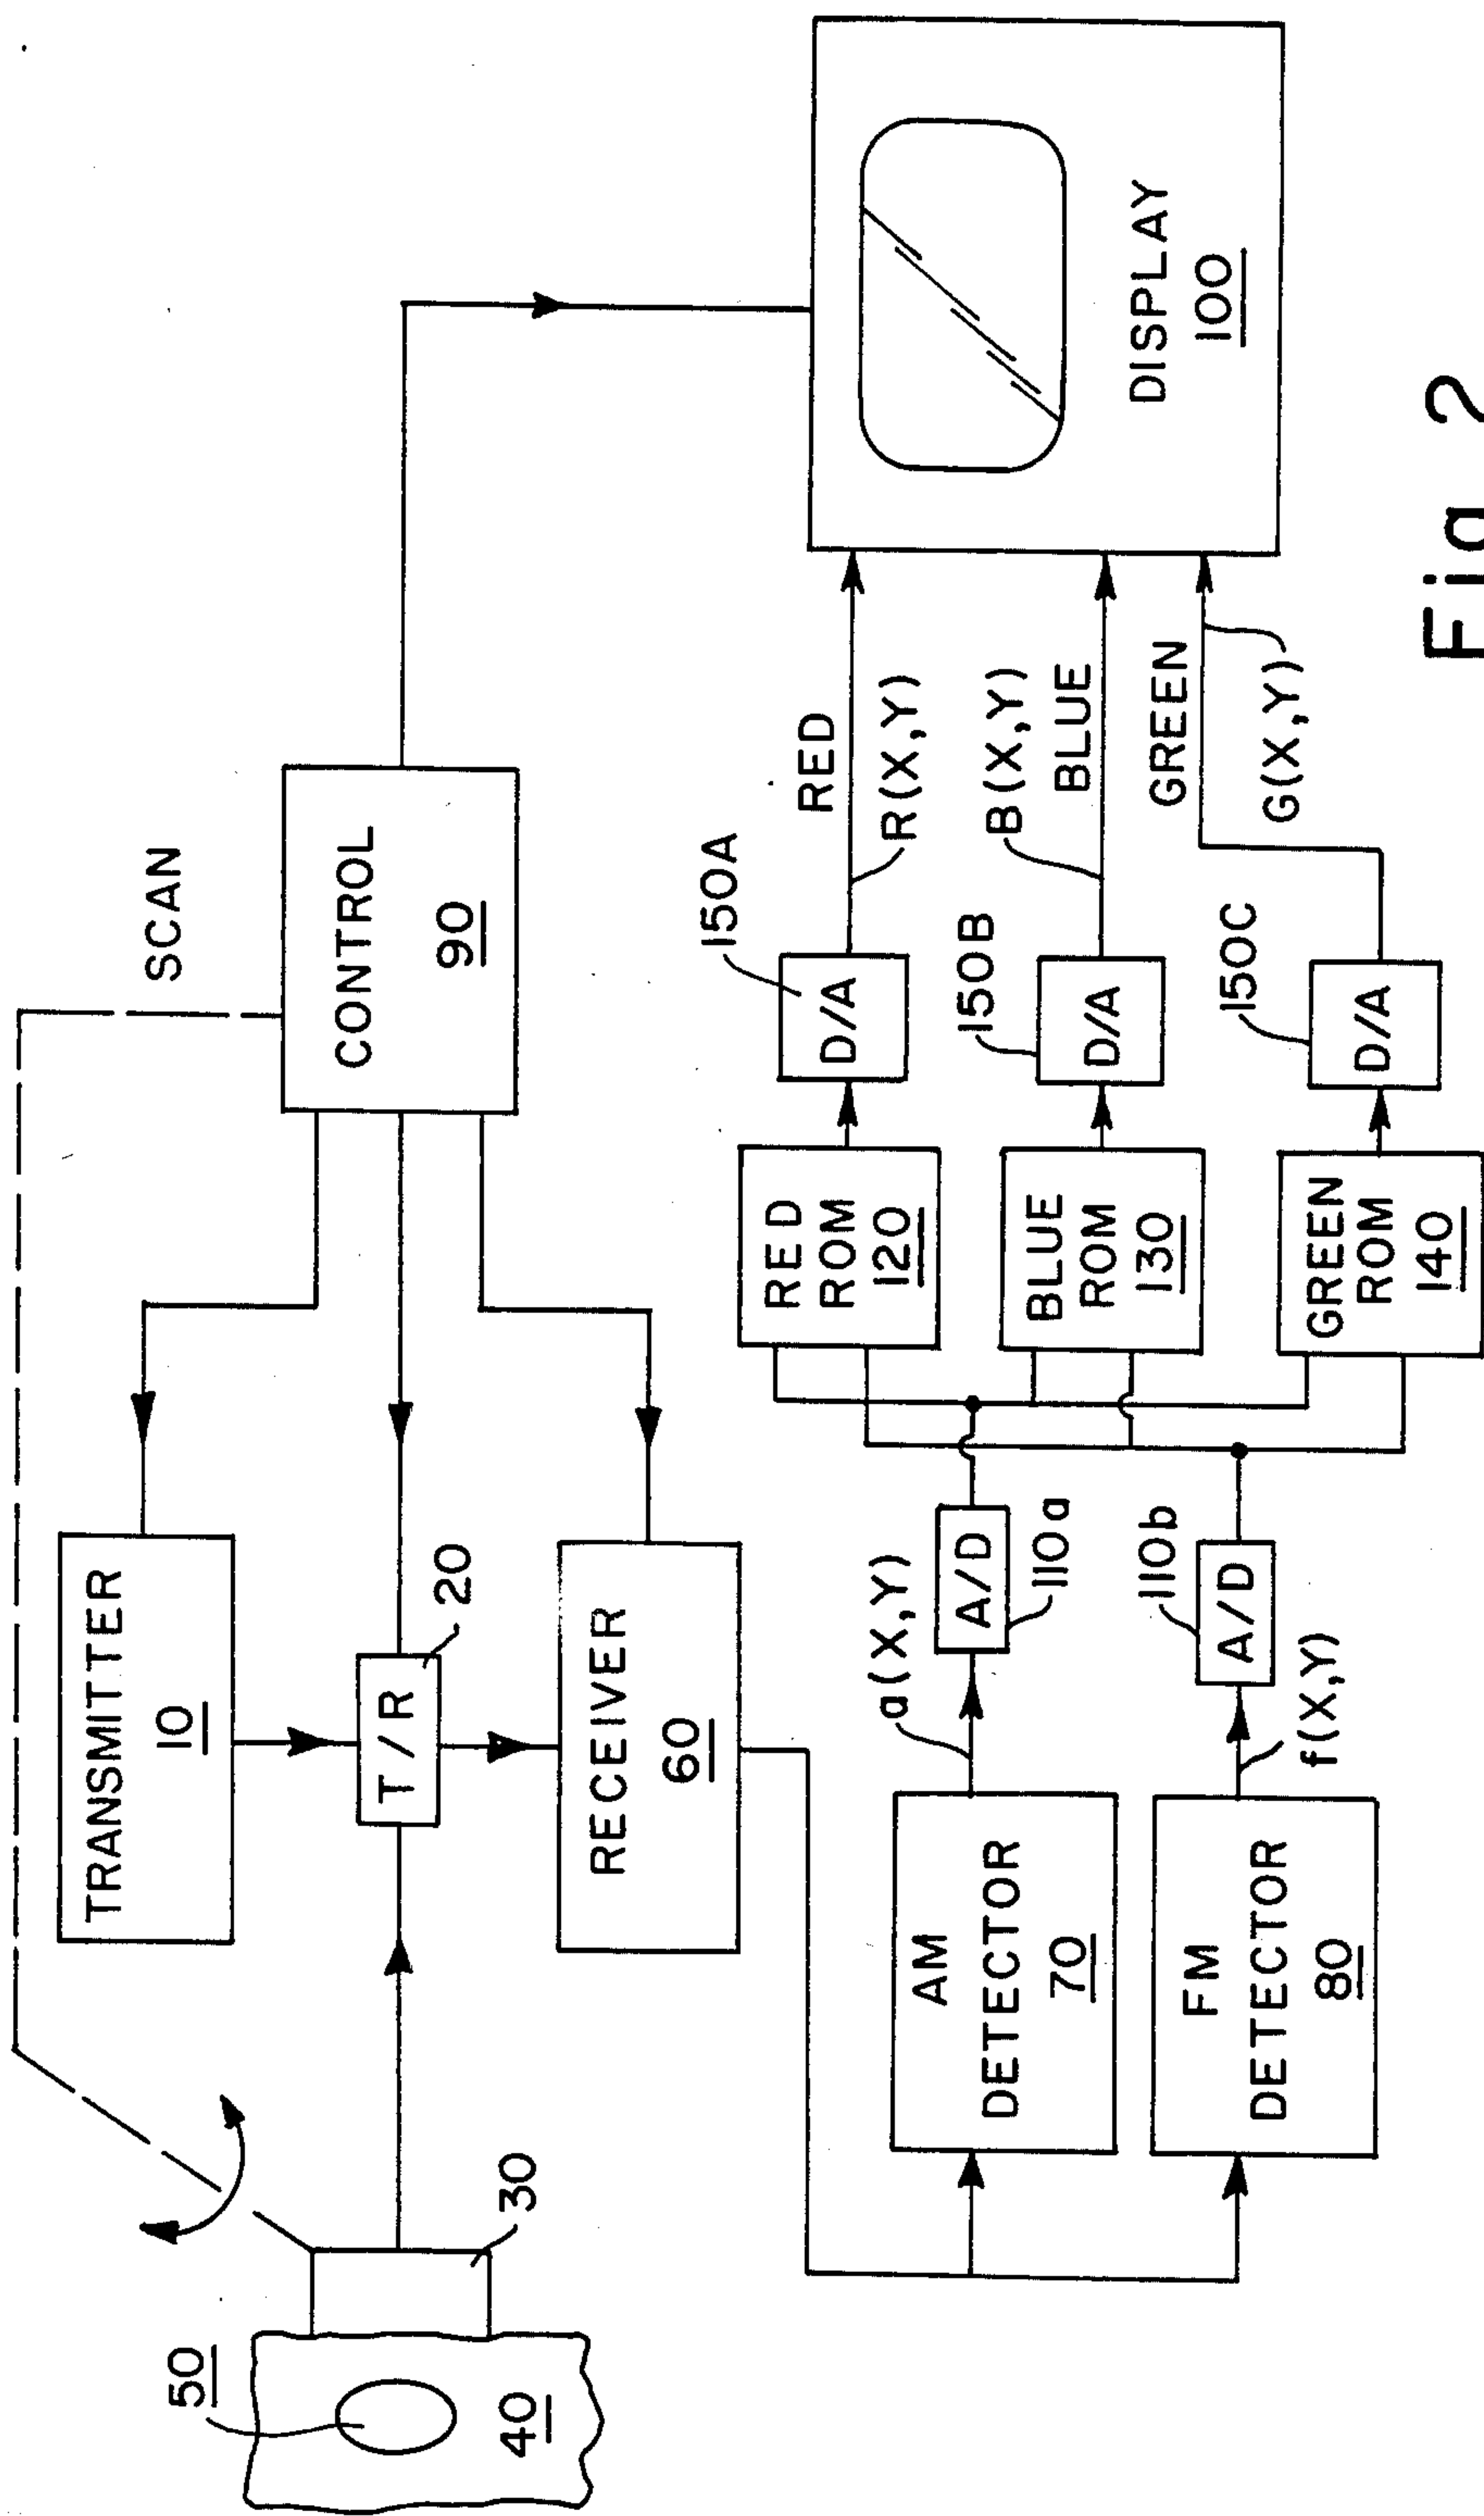 SCAN
TRANSMITTER
10
CONTROL
90
T/R
20
50
40
30
RECEIVER
60
150A
RED
R(X,Y)
RED
ROM
120
D/A
DISPLAY
100
AM
DETECTOR
70
a(X,Y)
A/D
110a
BLUE
ROM
130
150B
D/A
B(X,Y)
BLUE
FM
DETECTOR
80
f(X,Y)
110b
A/D
GREEN
ROM
140
150C
D/A
GREEN
G(X,Y)
Fig 2